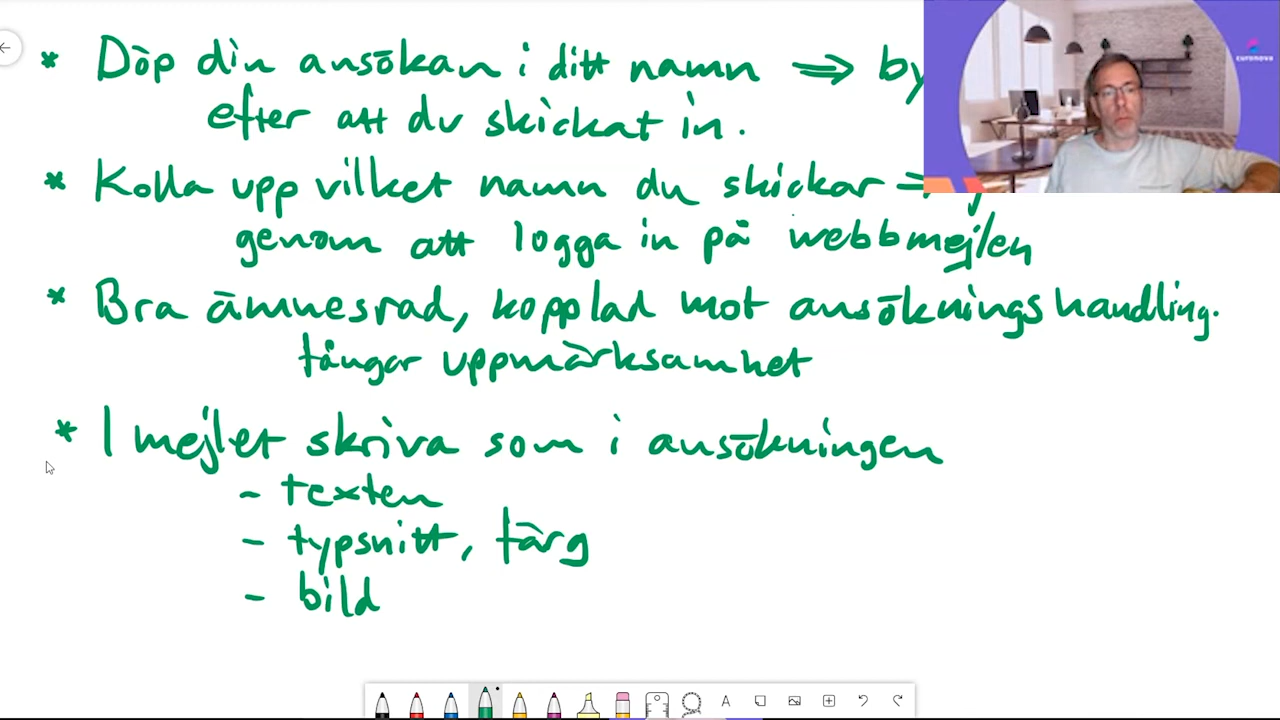 * Döp din ansökan i ditt namn => by
efter att du skickat in.
curonova
* Kolla upp vilket namn du skickar =>
genom att logga in på webbmejlen
* Bra ämnesrad, kopplad mot ansökningshandling.
fångar uppmärksamhet
* I mejlet skriva som i ansökningen
- texten
- typsnitt, färg
- bild
A